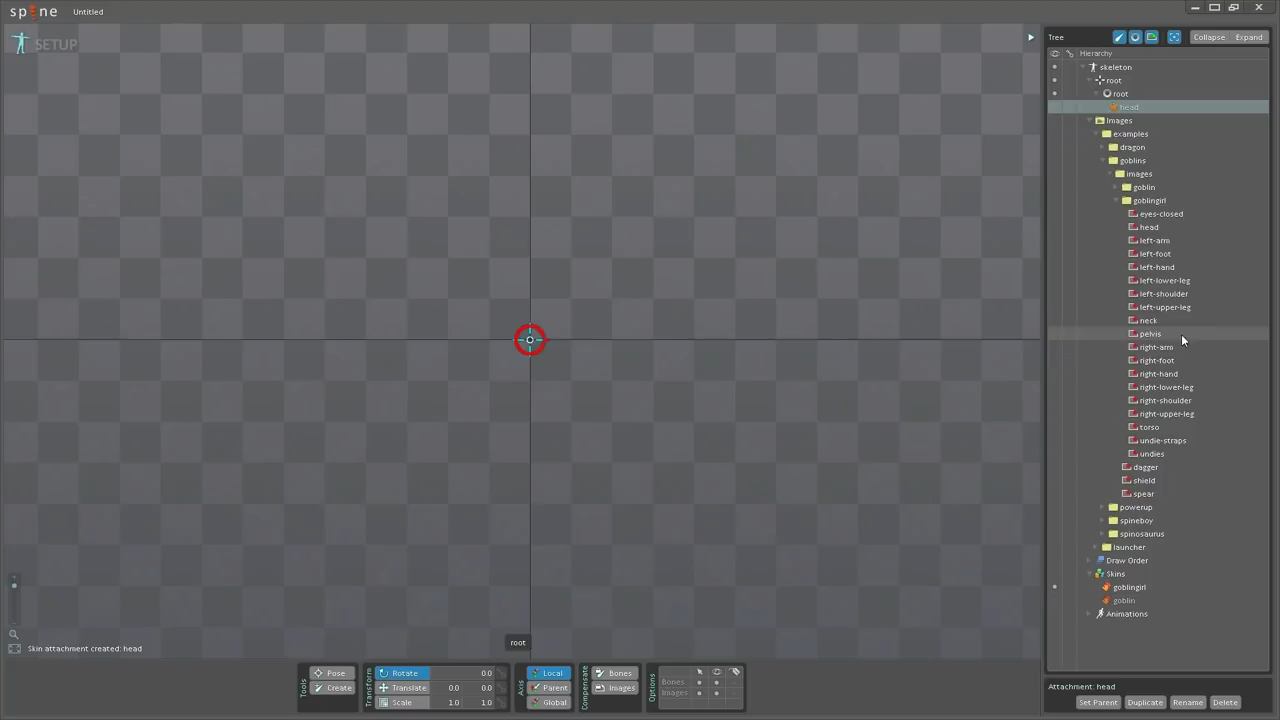 spine Untitled
SETUP
Tree Collapse Expand
Hierarchy
skeleton
root
root
head
Images
examples
dragon
goblins
images
goblin
goblingirl
eyes-closed
head
left-arm
left-foot
left-hand
left-lower-leg
left-shoulder
left-upper-leg
neck
pelvis
right-arm
right-foot
right-hand
right-lower-leg
right-shoulder
right-upper-leg
torso
undie-straps
undies
dagger
shield
spear
powerup
spineboy
spinosaurus
launcher
Draw Order
Skins
goblingirl
goblin
Animations
root
Skin attachment created: head
Tools
Pose
Create
Transform
Rotate 0.0
Translate 0.0 0.0
Scale 1.0 1.0
Axis
Local
Parent
Global
Compensate
Bones
Images
Options
Bones
Images
Attachment: head
Set Parent Duplicate Rename Delete